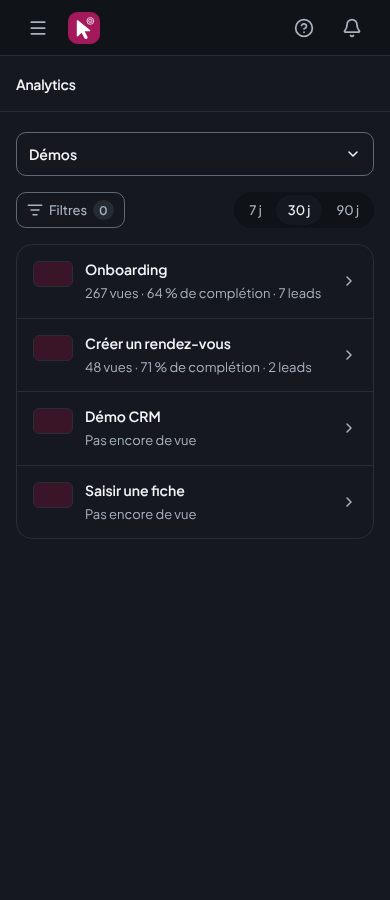 Analytics
Démos
Filtres 0
7 j 30 j 90 j
Onboarding
267 vues · 64 % de complétion · 7 leads
Créer un rendez-vous
48 vues · 71 % de complétion · 2 leads
Démo CRM
Pas encore de vue
Saisir une fiche
Pas encore de vue